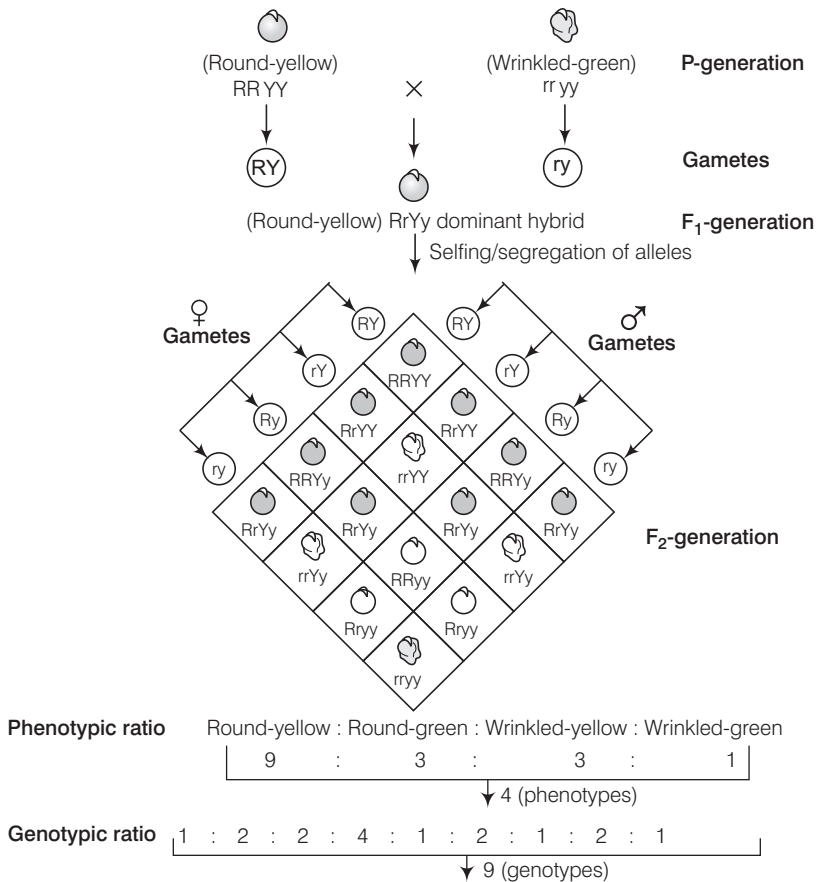 (Round-yellow) (Wrinkled-green) P-generation
RR YY × rr yy
RY ry Gametes
(Round-yellow) RrYy dominant hybrid F₁-generation
Selfing/segregation of alleles
♀ ♂
Gametes Gametes
RY RY
rY rY
Ry Ry
ry ry
RRYY
RrYY RrYY
RRYy rrYY RRYy
RrYy RrYy RrYy RrYy
rrYy RRyy rrYy
Rryy Rryy
rryy
F₂-generation
Phenotypic ratio Round-yellow : Round-green : Wrinkled-yellow : Wrinkled-green
9 : 3 : 3 : 1
4 (phenotypes)
Genotypic ratio 1 : 2 : 2 : 4 : 1 : 2 : 1 : 2 : 1
9 (genotypes)